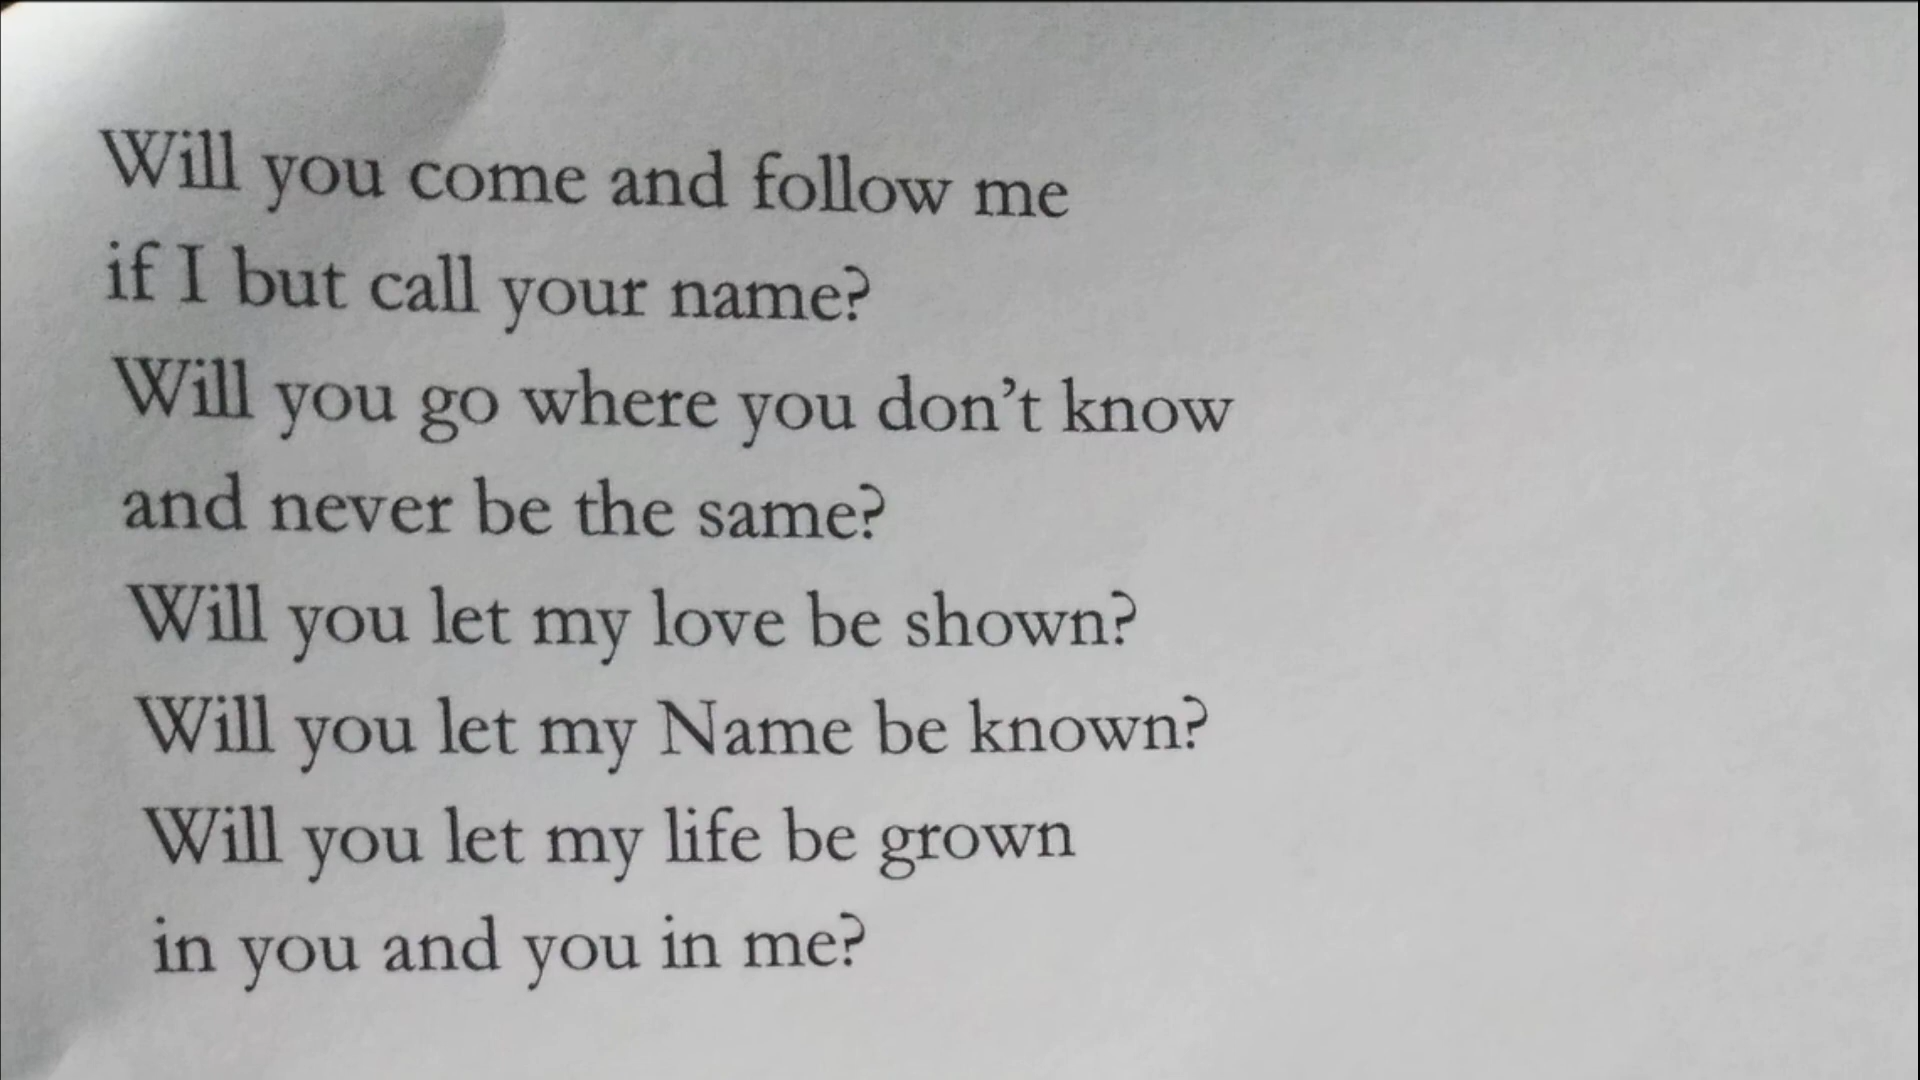 Will you come and follow me
if I but call your name?
Will you go where you don’t know
and never be the same?
Will you let my love be shown?
Will you let my Name be known?
Will you let my life be grown
in you and you in me?